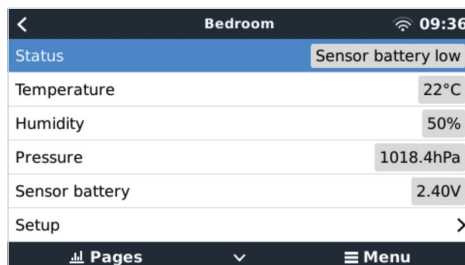 Bedroom 09:36
Status Sensor battery low
Temperature 22°C
Humidity 50%
Pressure 1018.4hPa
Sensor battery 2.40V
Setup
Pages Menu